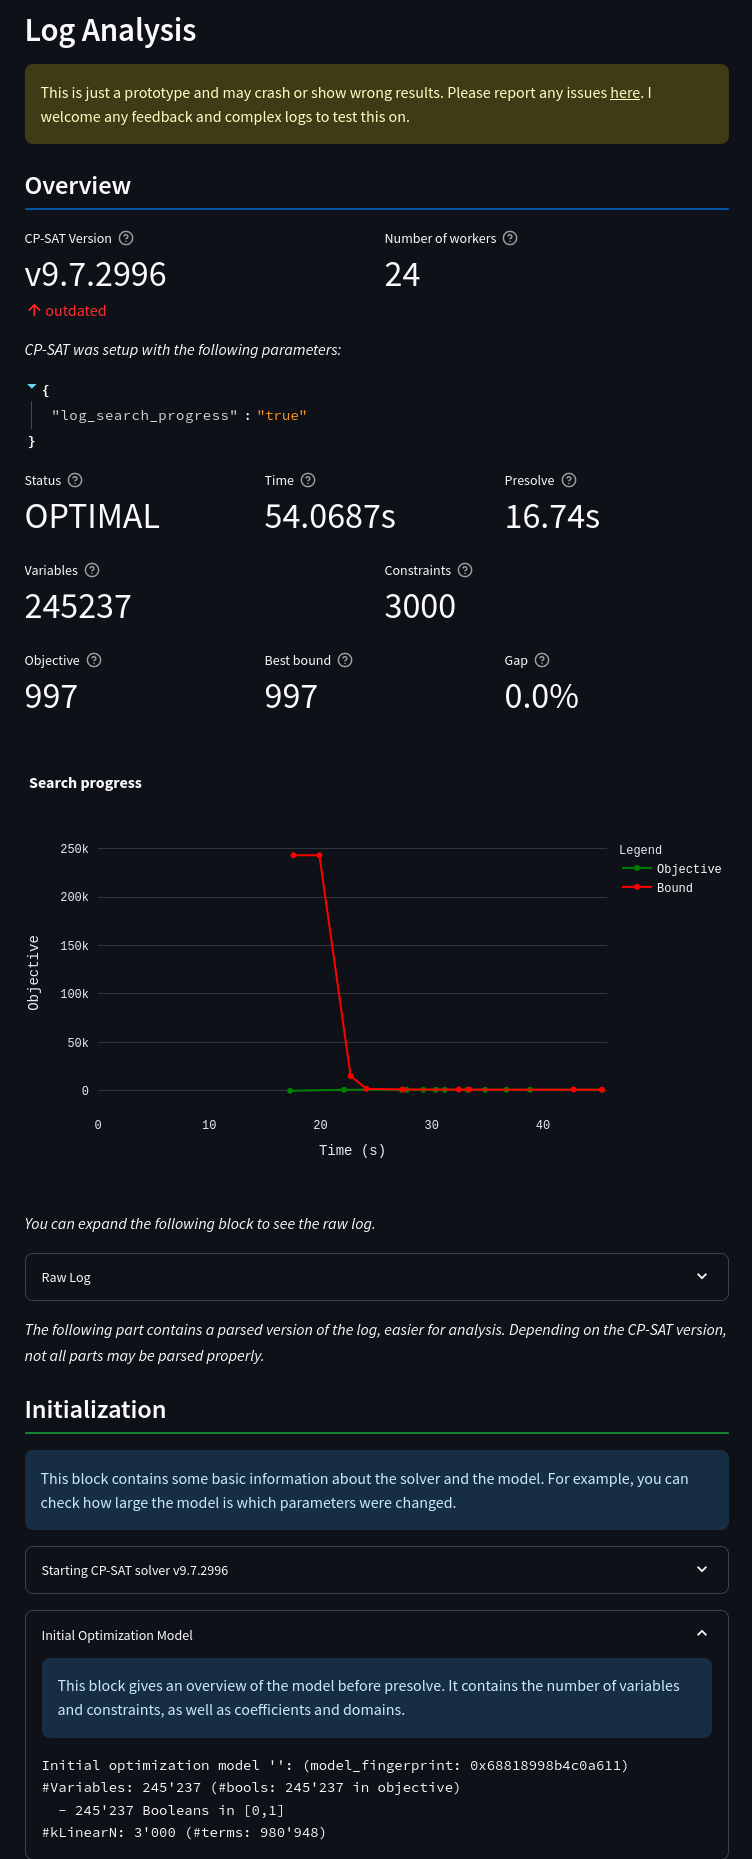 Log Analysis
This is just a prototype and may crash or show wrong results. Please report any issues here. I
welcome any feedback and complex logs to test this on.
Overview
CP-SAT Version
Number of workers
v9.7.2996
24
↑ outdated
CP-SAT was setup with the following parameters:
{
"log_search_progress" : "true"
}
Status
Time
Presolve
OPTIMAL
54.0687s
16.74s
Variables
Constraints
245237
3000
Objective
Best bound
Gap
997
997
0.0%
Search progress
250k
200k
150k
100k
50k
0
Objective
0 10 20 30 40
Time (s)
Legend
Objective
Bound
You can expand the following block to see the raw log.
Raw Log
The following part contains a parsed version of the log, easier for analysis. Depending on the CP-SAT version,
not all parts may be parsed properly.
Initialization
This block contains some basic information about the solver and the model. For example, you can
check how large the model is which parameters were changed.
Starting CP-SAT solver v9.7.2996
Initial Optimization Model
This block gives an overview of the model before presolve. It contains the number of variables
and constraints, as well as coefficients and domains.
Initial optimization model '': (model_fingerprint: 0x68818998b4c0a611)
#Variables: 245'237 (#bools: 245'237 in objective)
- 245'237 Booleans in [0,1]
#kLinearN: 3'000 (#terms: 980'948)